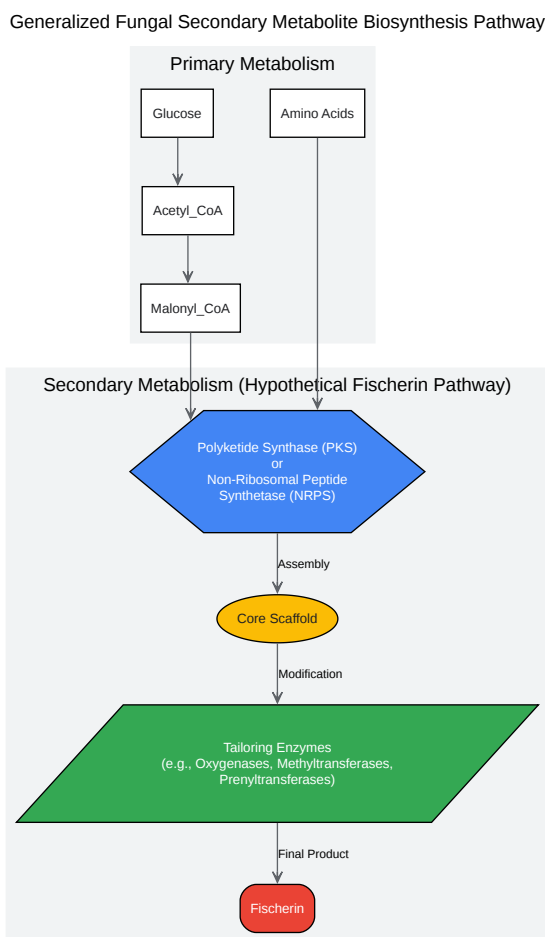 Generalized Fungal Secondary Metabolite Biosynthesis Pathway
Primary Metabolism
Glucose
Amino Acids
Acetyl_CoA
Malonyl_CoA
Secondary Metabolism (Hypothetical Fischerin Pathway)
Polyketide Synthase (PKS)
or
Non-Ribosomal Peptide
Synthetase (NRPS)
Assembly
Core Scaffold
Modification
Tailoring Enzymes
(e.g., Oxygenases, Methyltransferases,
Prenyltransferases)
Final Product
Fischerin